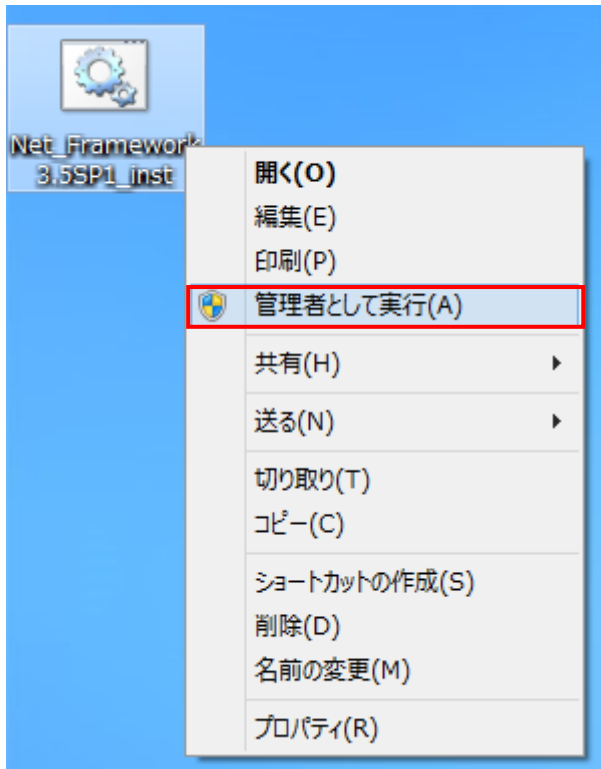 Net_Framework
3.5SP1_inst
開く(O)
編集(E)
印刷(P)
管理者として実行(A)
共有(H)
送る(N)
切り取り(T)
コピー(C)
ショートカットの作成(S)
削除(D)
名前の変更(M)
プロパティ(R)